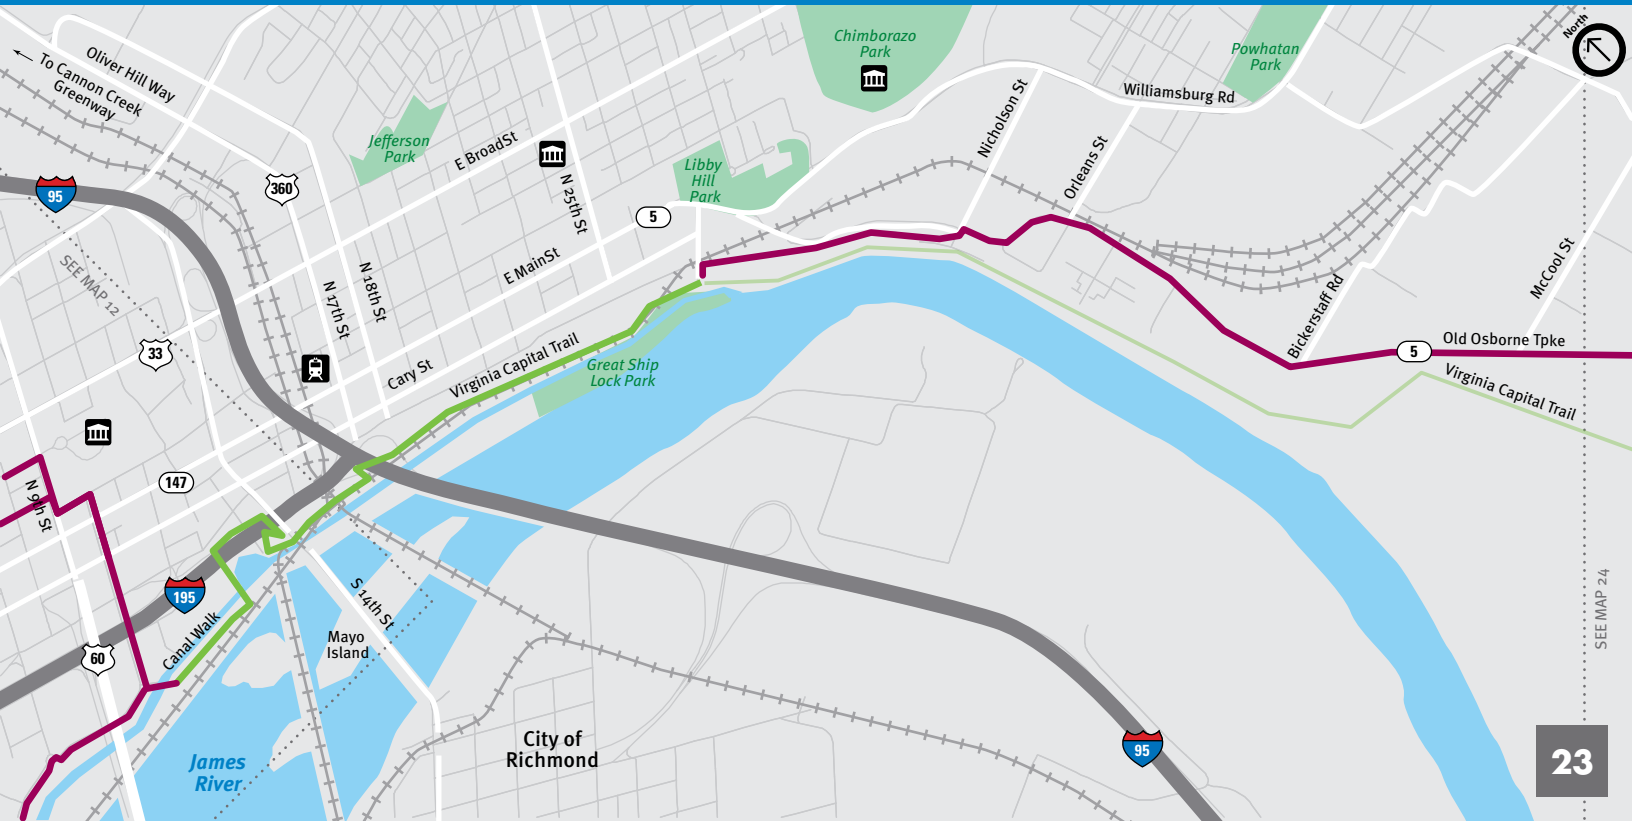 North
Oliver Hill Way
To Cannon Creek
Greenway
Chimborazo
Park
Powhatan
Park
Williamsburg Rd
Nicholson St
Orleans St
Jefferson
Park
E BroadSt
Libby
Hill
Park
N 25th St
360
95
5
SEE MAP 12
E MainSt
N 18th St
N 17th St
McCool St
Bickerstaff Rd
33
Cary St
Virginia Capital Trail
Great Ship
Lock Park
5
Old Osborne Tpke
Virginia Capital Trail
N 9th St
147
195
S 14th St
Canal Walk
Mayo
Island
60
SEE MAP 24
James
River
City of
Richmond
95
23